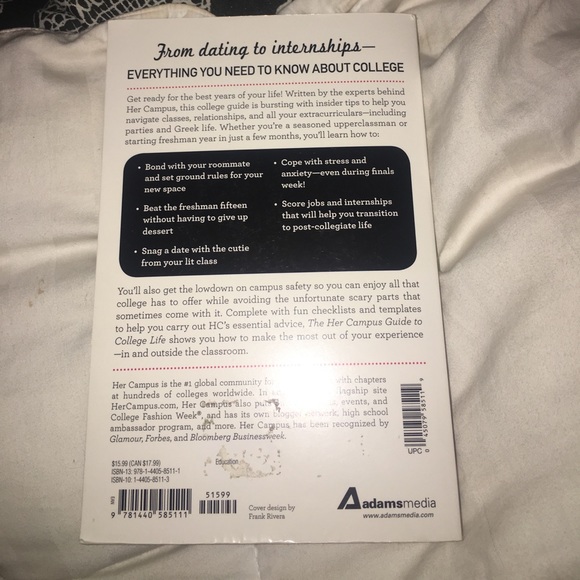 From dating to internships—
EVERYTHING YOU NEED TO KNOW ABOUT COLLEGE
Get ready for the best years of your life! Written by the experts behind
Her Campus, this college guide is bursting with insider tips to help you
navigate classes, relationships, and all your extracurriculars—including
parties and Greek life. Whether you're a seasoned upperclassman or
starting freshman year in just a few months, you'll learn how to:
• Bond with your roommate
and set ground rules for your
new space
• Beat the freshman fifteen
without having to give up
dessert
• Snag a date with the cutie
from your lit class
• Cope with stress and
anxiety—even during finals
week!
• Score jobs and internships
that will help you transition
to post-collegiate life
You'll also get the lowdown on campus safety so you can enjoy all that
college has to offer while avoiding the unfortunate scary parts that
sometimes come with it. Complete with fun checklists and templates
to help you carry out HC's essential advice, The Her Campus Guide to
College Life shows you how to make the most out of your experience
—in and outside the classroom.
Her Campus is the #1 global community with chapters
at hundreds of colleges worldwide. In flagship site
HerCampus.com, Her Campus also events, and
College Fashion Week®, and has its own blogger network, high school
ambassador program, and more. Her Campus has been recognized by
Glamour, Forbes, and Bloomberg Businessweek.
UPC
0 45079 58511 9
$15.99 (CAN $17.99)
ISBN-13: 978-1-4405-8511-1
ISBN-10: 1-4405-8511-3
Education
51599
9 781440 585111
Cover design by
Frank Rivera
adamsmedia
www.adamsmedia.com